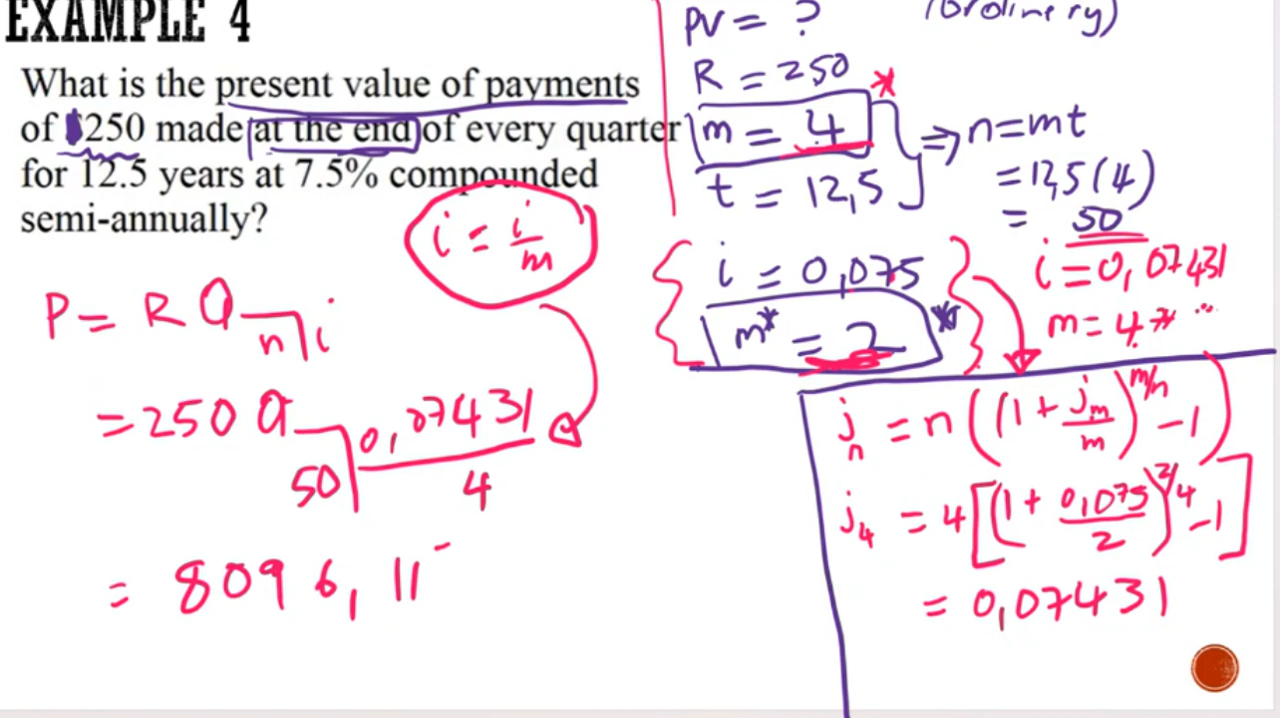 EXAMPLE 4
What is the present value of payments
of $250 made at the end of every quarter
for 12.5 years at 7.5% compounded
semi-annually?
i = i/m
P = R a n⌉i
= 250 a 50⌉ 0,07431/4
= 8096,11
PV = ?
(Ordinery)
R = 250 *
m = 4
t = 12,5
⇒ n = mt
= 12,5(4)
= 50
i = 0,075
m* = 2 *
i = 0,07431
m = 4
j_n = n((1 + j_m/m)^m/n - 1)
j_4 = 4[(1 + 0,075/2)^2/4 - 1]
= 0,07431